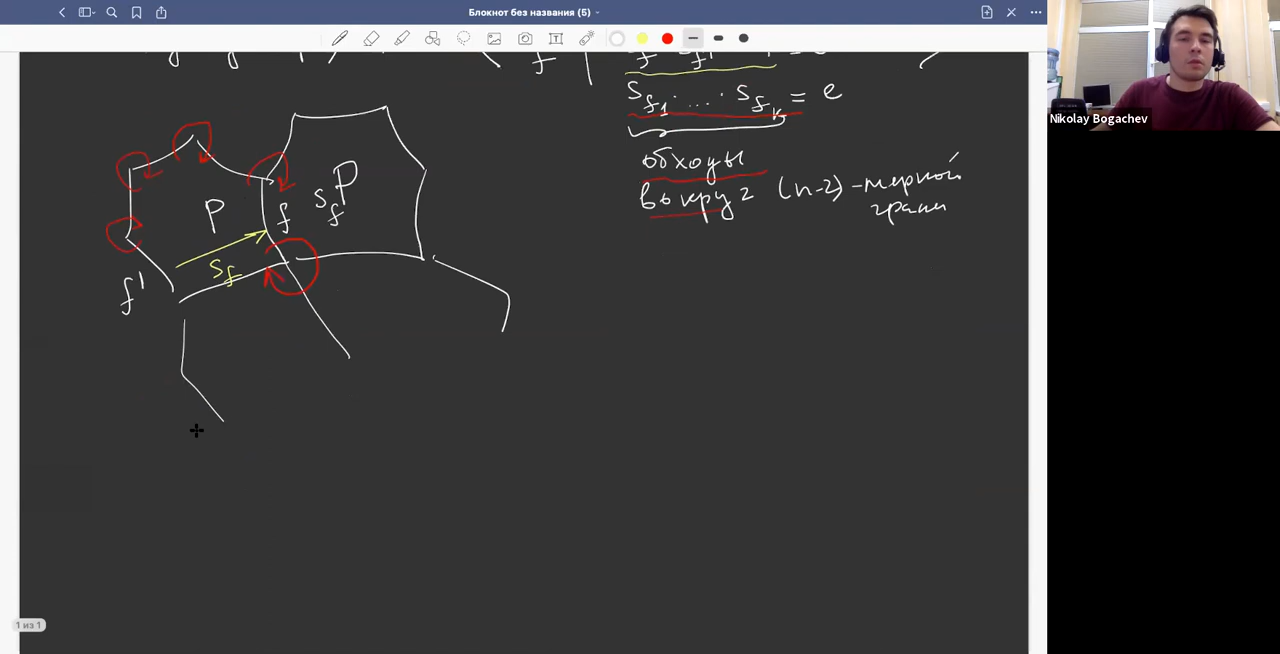 Блокнот без названия (5)
Nikolay Bogachev
s_{f_1} ... s_{f_k} = e
обходы
вокруг (n-2)-мерной
грани
P
f
s_f P
s_f
f'
1 из 1